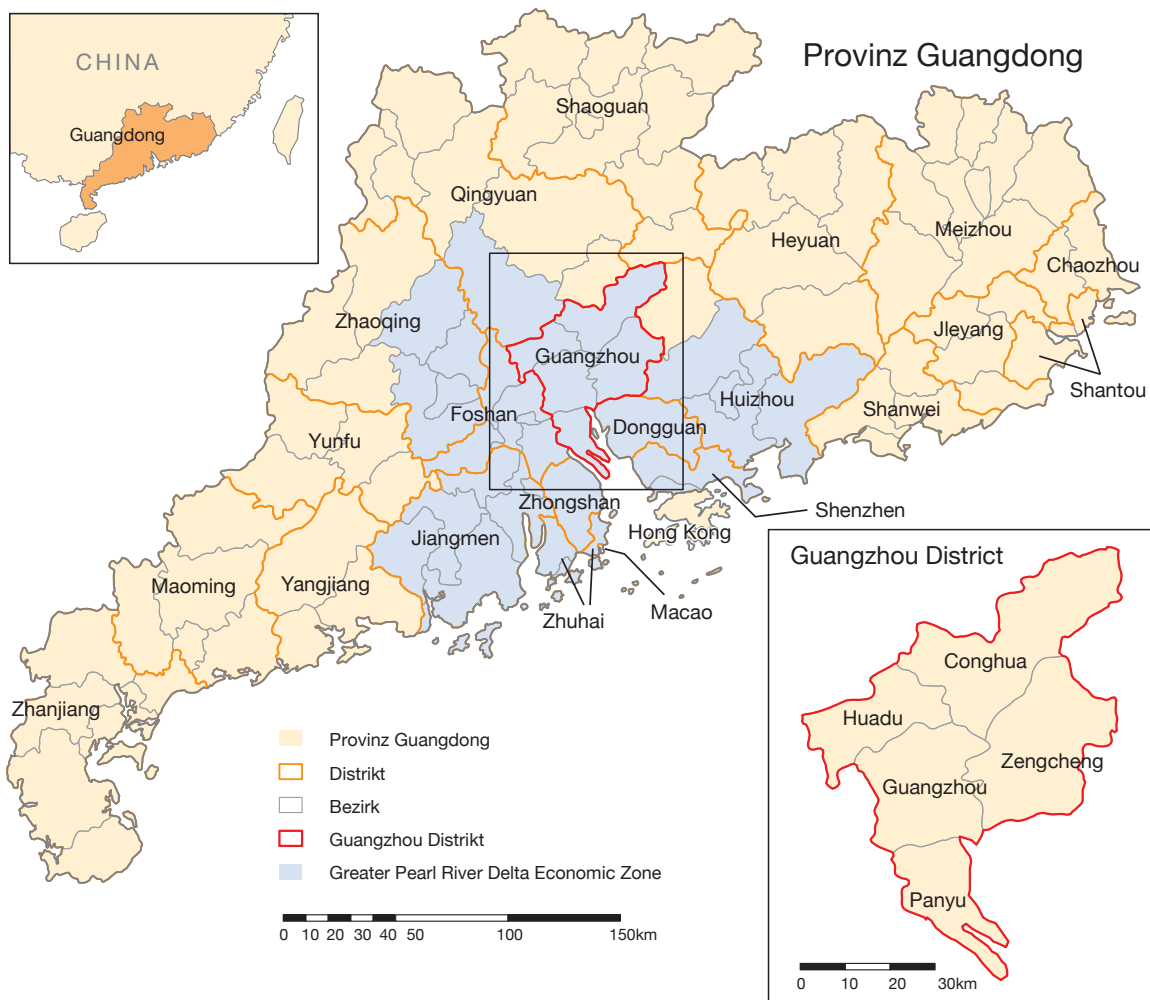 CHINA
Guangdong
Provinz Guangdong
Shaoguan
Qingyuan
Heyuan
Meizhou
Chaozhou
Zhaoqing
Guangzhou
Jleyang
Shantou
Huizhou
Shanwei
Foshan
Dongguan
Yunfu
Zhongshan
Shenzhen
Hong Kong
Jiangmen
Maoming
Yangjiang
Zhuhai
Macao
Zhanjiang
Provinz Guangdong
Distrikt
Bezirk
Guangzhou Distrikt
Greater Pearl River Delta Economic Zone
0 10 20 30 40 50 100 150km
Guangzhou District
Conghua
Huadu
Zengcheng
Guangzhou
Panyu
0 10 20 30km